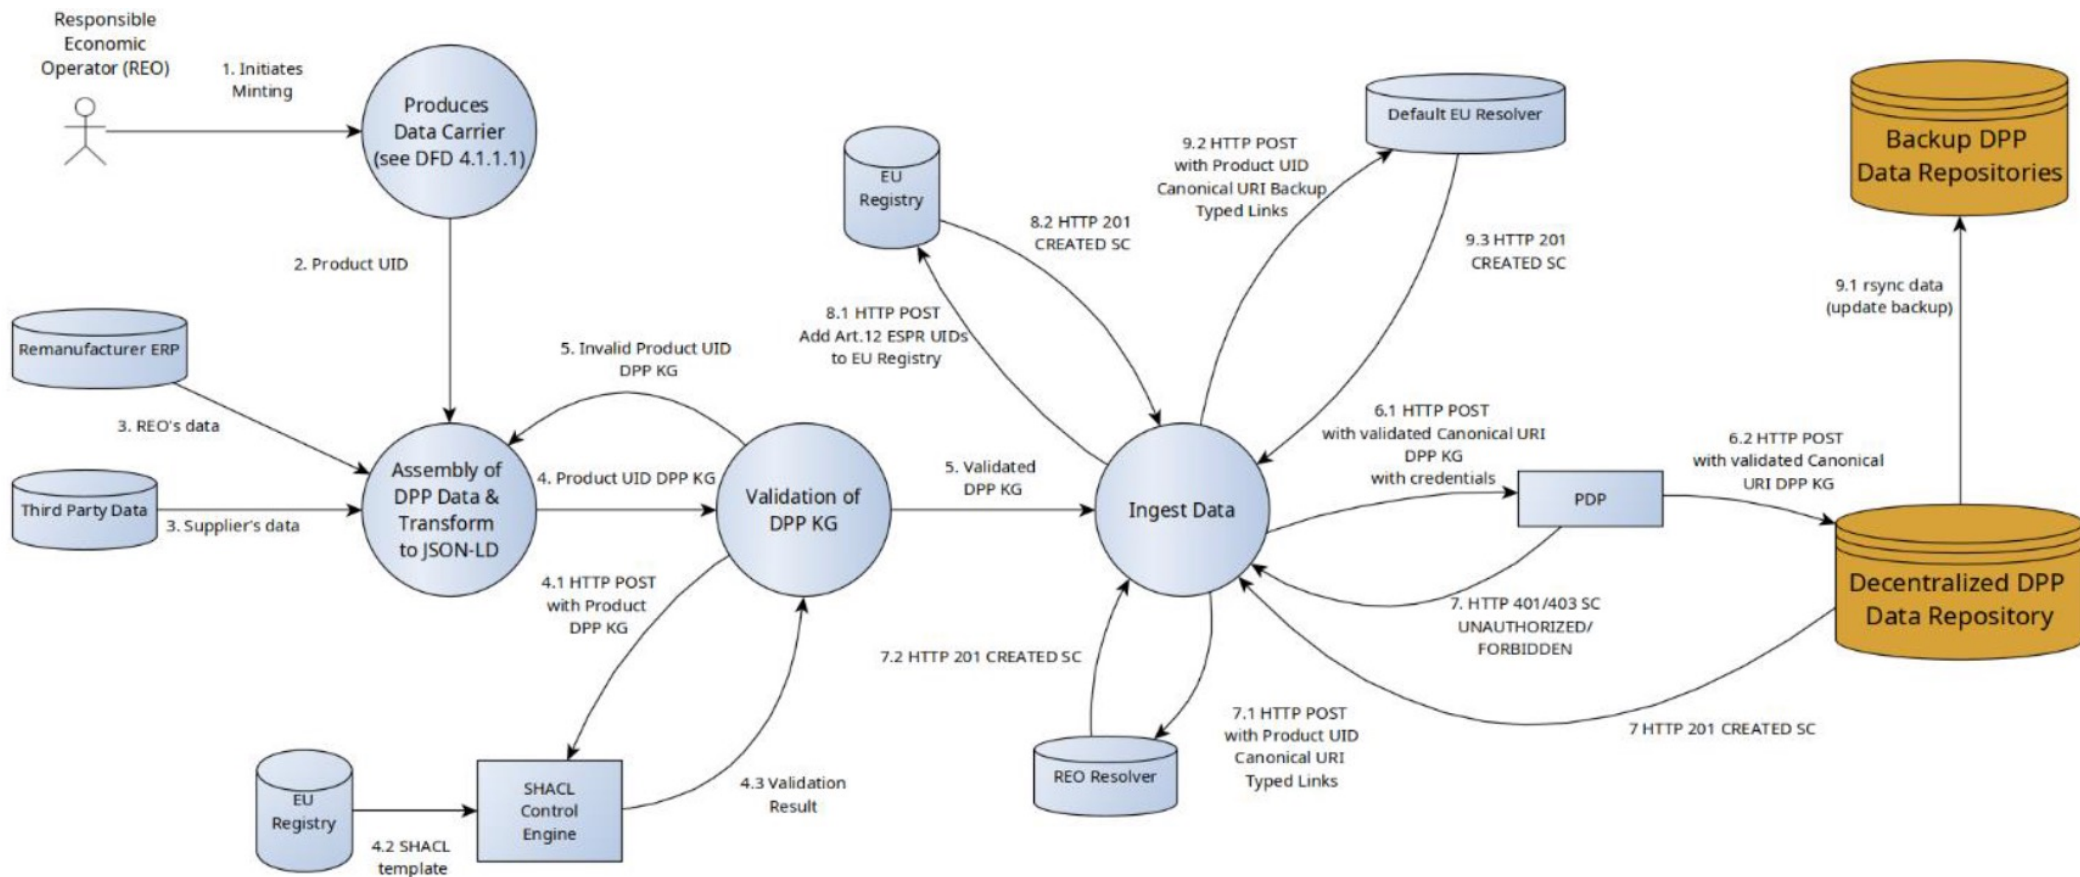 Responsible
Economic
Operator (REO)
1. Initiates
Minting
Produces
Data Carrier
(see DFD 4.1.1.1)
2. Product UID
Remanufacturer ERP
3. REO's data
Third Party Data
3. Supplier's data
Assembly of
DPP Data &
Transform
to JSON-LD
5. Invalid Product UID
DPP KG
4. Product UID DPP KG
Validation of
DPP KG
4.1 HTTP POST
with Product
DPP KG
EU
Registry
4.2 SHACL
template
SHACL
Control
Engine
4.3 Validation
Result
5. Validated
DPP KG
EU
Registry
8.1 HTTP POST
Add Art.12 ESPR UIDs
to EU Registry
8.2 HTTP 201
CREATED SC
Ingest Data
Default EU Resolver
9.2 HTTP POST
with Product UID
Canonical URI Backup
Typed Links
9.3 HTTP 201
CREATED SC
6.1 HTTP POST
with validated Canonical URI
DPP KG
with credentials
PDP
6.2 HTTP POST
with validated Canonical
URI DPP KG
7. HTTP 401/403 SC
UNAUTHORIZED/
FORBIDDEN
7.2 HTTP 201 CREATED SC
REO Resolver
7.1 HTTP POST
with Product UID
Canonical URI
Typed Links
7 HTTP 201 CREATED SC
Decentralized DPP
Data Repository
9.1 rsync data
(update backup)
Backup DPP
Data Repositories